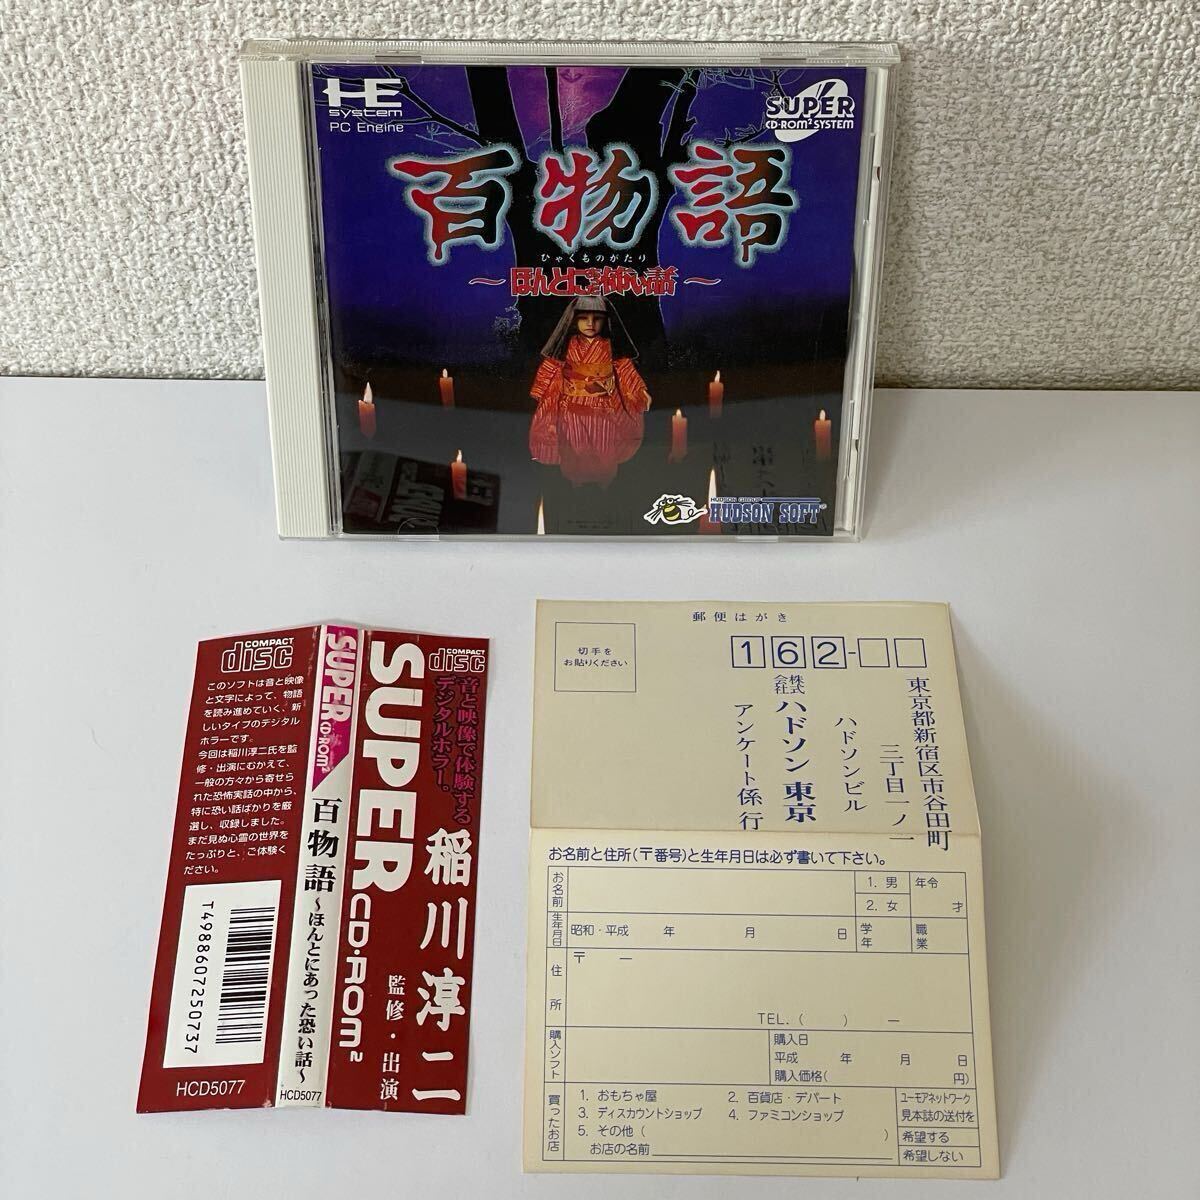 HE
system
PC Engine
SUPER
CD-ROM² SYSTEM
百物語
ひゃくものがたり
～ほんとにあった怖い話～
HUDSON GROUP
HUDSON SOFT
COMPACT
disc
このソフトは音と映像
と文字によって、物語
を読み進めていく、新
しいタイプのデジタル
ホラーです。
今回は稲川淳二氏を監
修・出演にむかえて、
一般の方々から寄せら
れた恐怖実話の中から、
特に恐い話ばかりを厳
選し、収録しました。
まだ見ぬ心霊の世界を
たっぷりと、ご体験く
ださい。
T4988607250737
HCD5077
SUPER
CD-ROM²
百物語
～ほんとにあった恐い話～
HCD5077
COMPACT
disc
SUPER CD-ROM²
音と映像で体験する
デジタルホラー。
稲川淳二
監修・出演
郵便はがき
切手を
お貼りください
162-
東京都新宿区市谷田町
三丁目一ノ一
ハドソンビル
株式会社 ハドソン 東京
アンケート係 行
お名前と住所(〒番号)と生年月日は必ず書いて下さい。
お名前
1. 男
2. 女
年令
才
生年月日
昭和・平成 年 月 日
学年
職業
住所
〒 ー
TEL. ( ) ー
購入ソフト
購入日
平成 年 月 日
購入価格( 円)
買ったお店
1. おもちゃ屋 2. 百貨店・デパート
3. ディスカウントショップ 4. ファミコンショップ
5. その他 ( )
お店の名前
ユーモアネットワーク
見本誌の送付を
希望する
希望しない